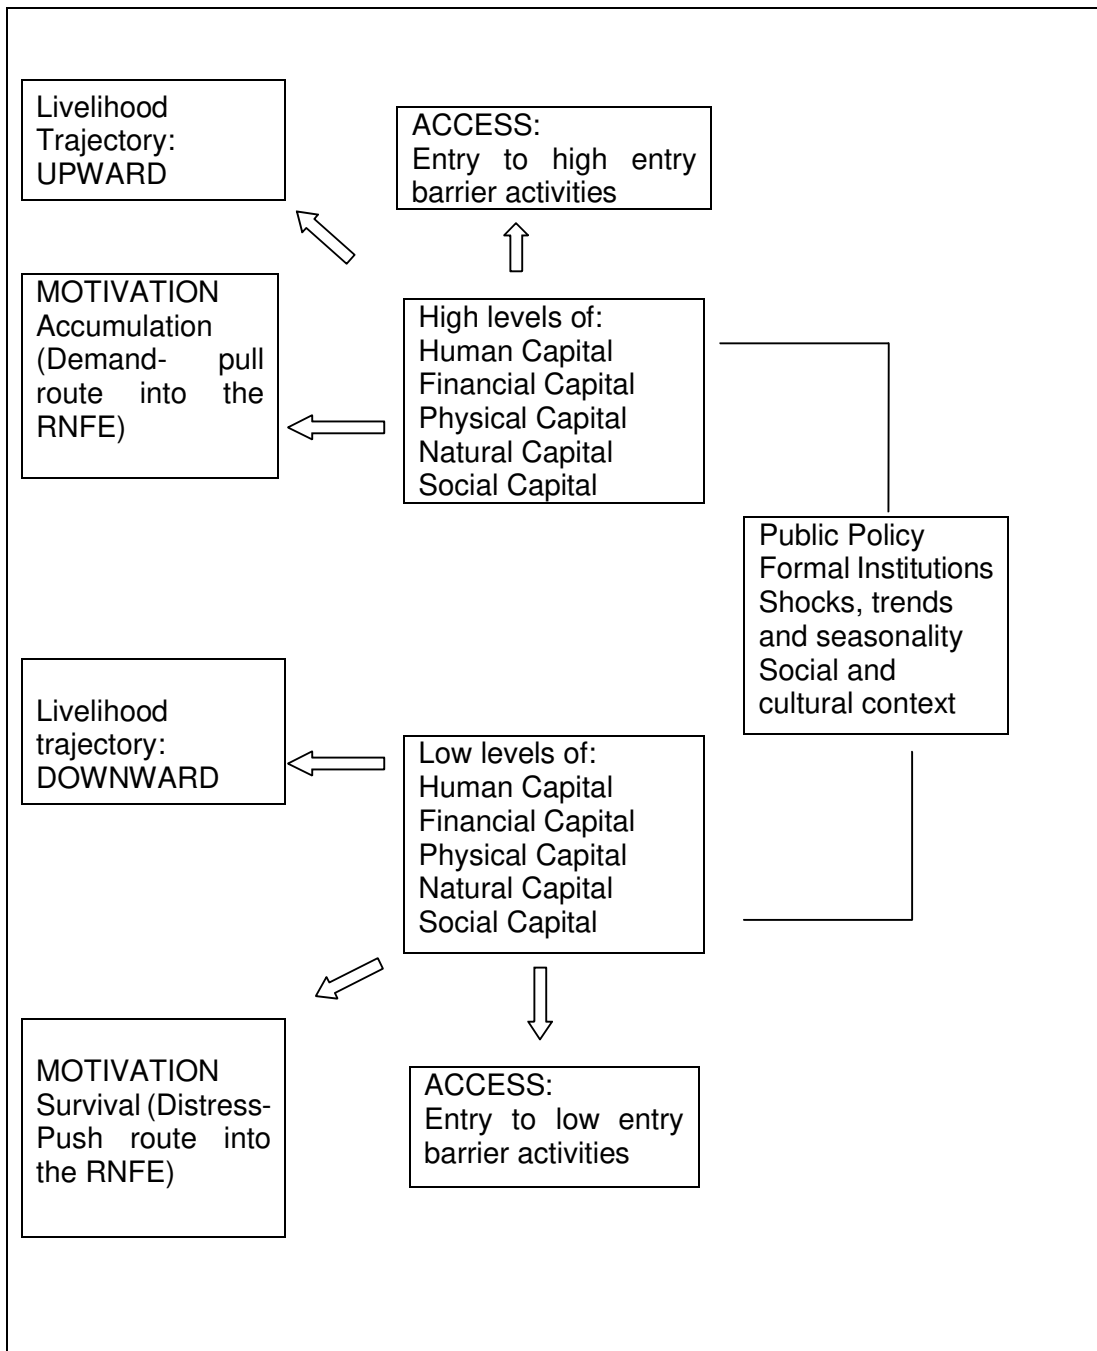 Livelihood
Trajectory:
UPWARD
ACCESS:
Entry to high entry
barrier activities
MOTIVATION
Accumulation
(Demand- pull
route into the
RNFE)
High levels of:
Human Capital
Financial Capital
Physical Capital
Natural Capital
Social Capital
Public Policy
Formal Institutions
Shocks, trends
and seasonality
Social and
cultural context
Livelihood
trajectory:
DOWNWARD
Low levels of:
Human Capital
Financial Capital
Physical Capital
Natural Capital
Social Capital
MOTIVATION
Survival (Distress-
Push route into
the RNFE)
ACCESS:
Entry to low entry
barrier activities